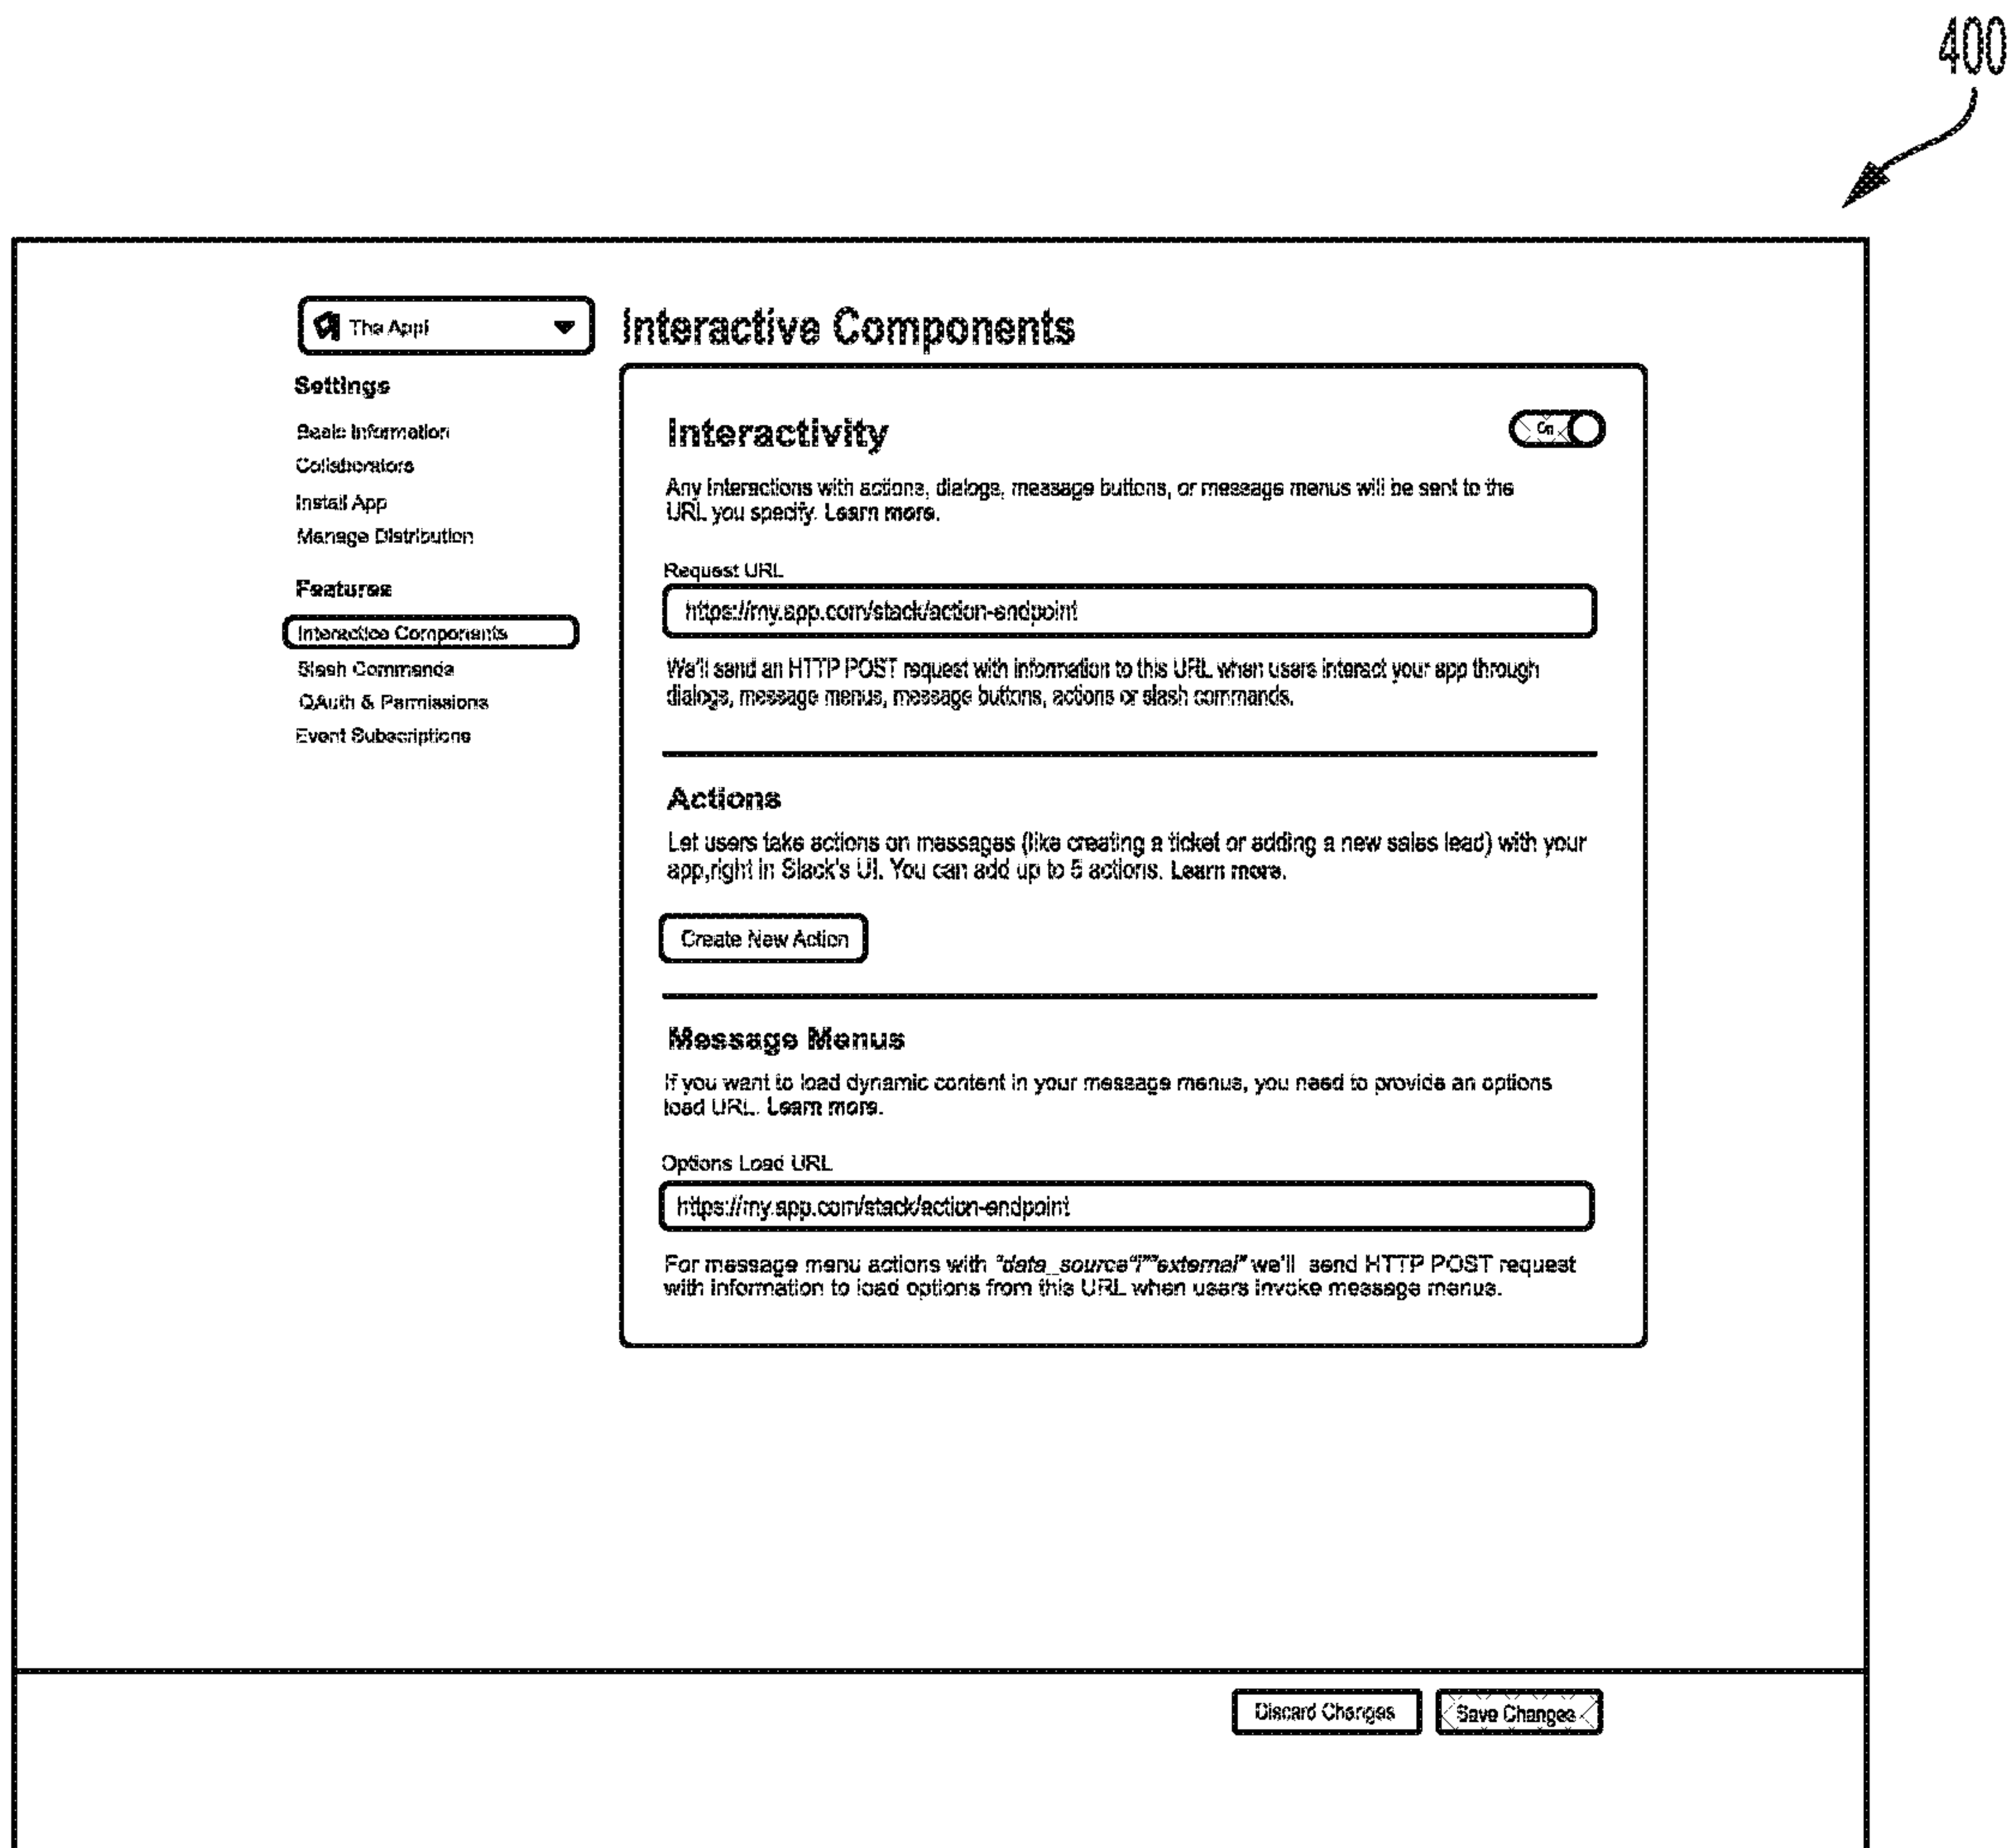 400
The App!
Interactive Components
Settings
Basic Information
Collaborators
Install App
Manage Distribution
Features
Interactice Components
Slash Commands
OAuth & Permissions
Event Subscriptions
Interactivity
On
Any interactions with actions, dialogs, message buttons, or message menus will be sent to the
URL you specify. Learn more.
Request URL
https://my.app.com/stack/action-endpoint
We'll send an HTTP POST request with information to this URL when users interact your app through
dialogs, message menus, message buttons, actions or slash commands.
Actions
Let users take actions on messages (like creating a ticket or adding a new sales lead) with your
app,right in Slack's UI. You can add up to 5 actions. Learn more.
Create New Action
Message Menus
If you want to load dynamic content in your message menus, you need to provide an options
load URL. Learn more.
Options Load URL
https://my.app.com/stack/action-endpoint
For message menu actions with "data_source"/"external" we'll send HTTP POST request
with information to load options from this URL when users invoke message menus.
Discard Changes
Save Changes